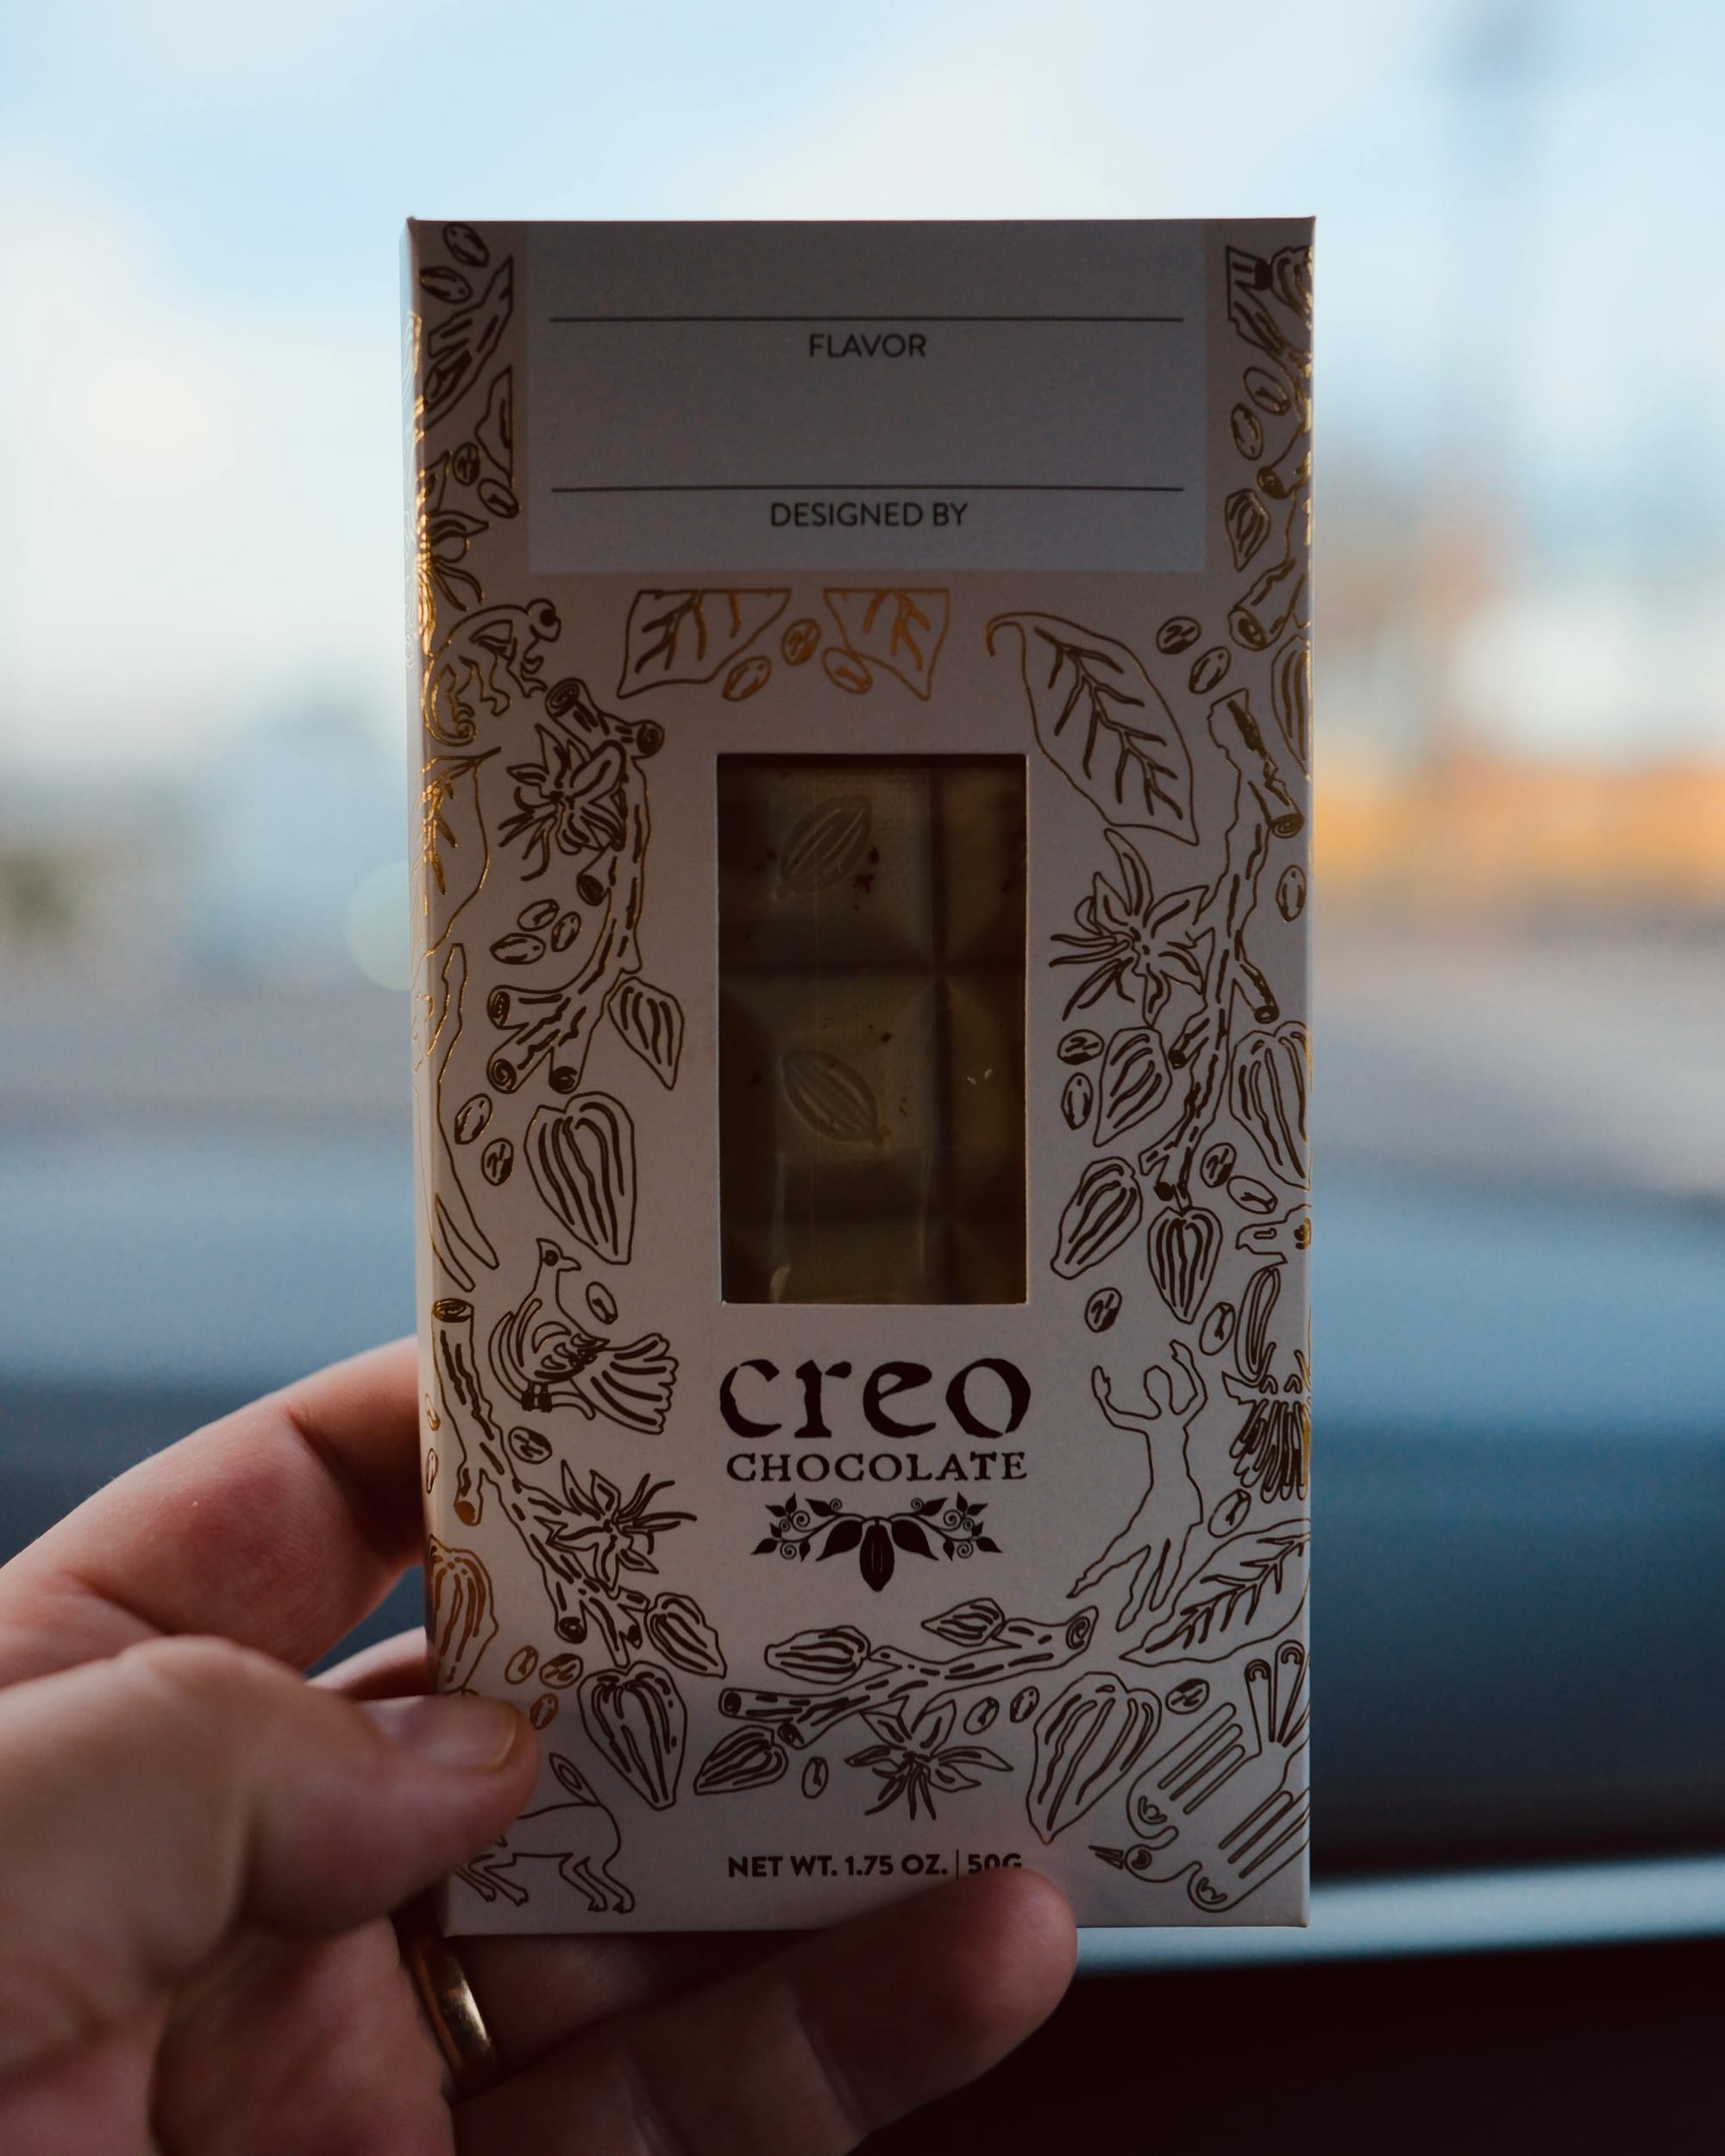 FLAVOR
DESIGNED BY
creo
CHOCOLATE
NET WT. 1.75 OZ. | 50G